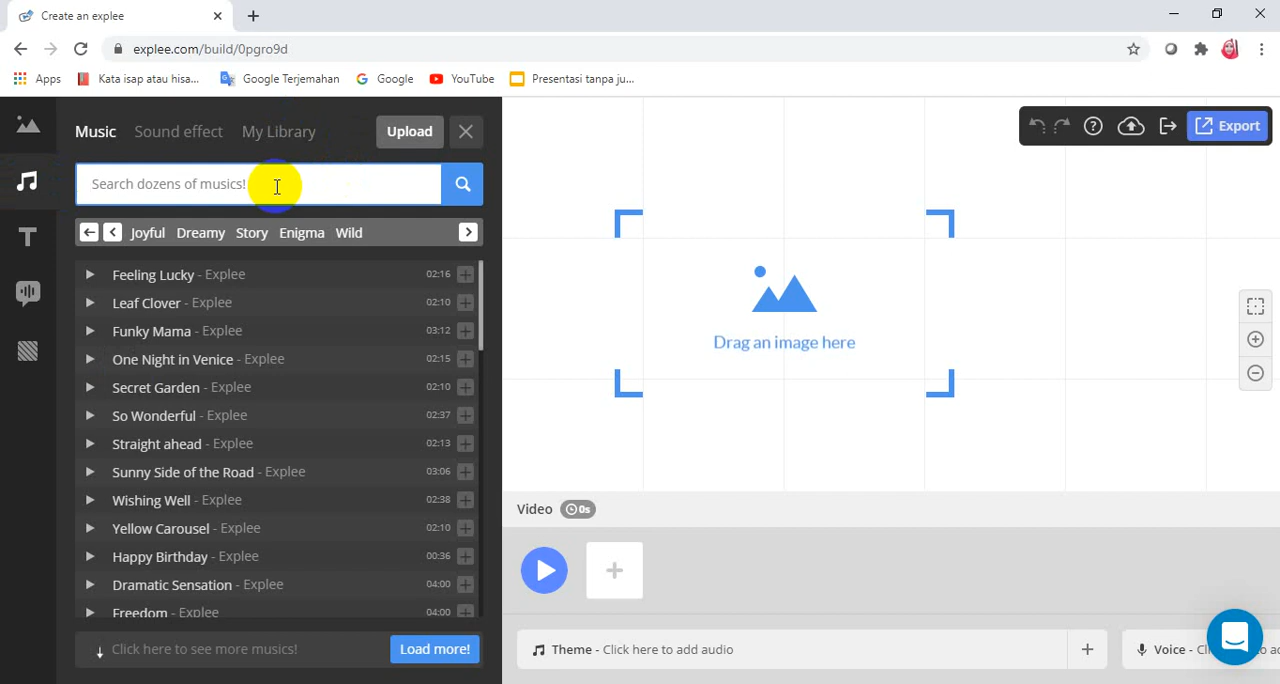 Create an explee
explee.com/build/0pgro9d
Apps
Kata isap atau hisa...
Google Terjemahan
Google
YouTube
Presentasi tanpa ju...
Music
Sound effect
My Library
Upload
Export
Search dozens of musics!
Joyful
Dreamy
Story
Enigma
Wild
Feeling Lucky - Explee 02:16
Leaf Clover - Explee 02:10
Funky Mama - Explee 03:12
One Night in Venice - Explee 02:15
Secret Garden - Explee 02:10
So Wonderful - Explee 02:37
Straight ahead - Explee 02:13
Sunny Side of the Road - Explee 03:06
Wishing Well - Explee 02:38
Yellow Carousel - Explee 02:10
Happy Birthday - Explee 00:36
Dramatic Sensation - Explee 04:00
Freedom - Explee 04:00
Click here to see more musics!
Load more!
Drag an image here
Video 0s
Theme - Click here to add audio
Voice -